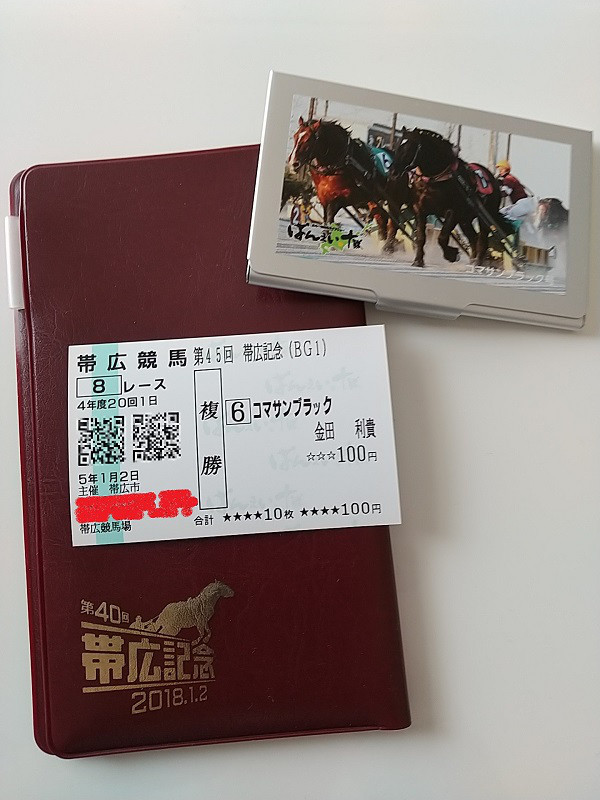 ばんえい十勝
コマサンブラック号
帯広競馬 第45回 帯広記念(BG1)
8 レース
4年度20回1日
複勝
6 コマサンブラック
金田 利貴
☆☆☆100円
5年1月2日
主催 帯広市
帯広競馬場
合計 ★★★★10枚 ★★★★100円
第40回
帯広記念
2018.1.2